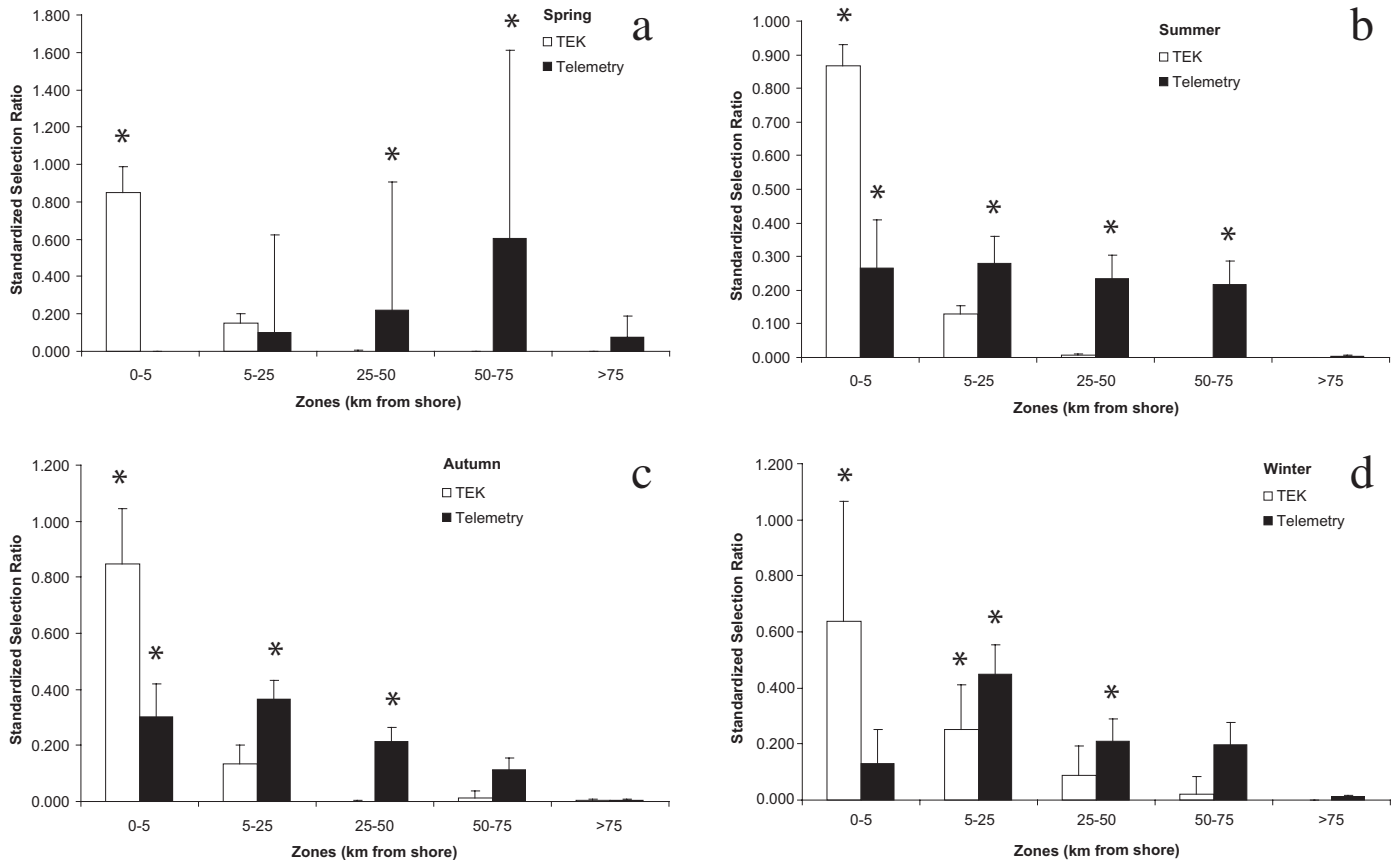 Spring
a
TEK
Telemetry
*
*
*
Standardized Selection Ratio
1.800
1.600
1.400
1.200
1.000
0.800
0.600
0.400
0.200
0.000
0-5
5-25
25-50
50-75
>75
Zones (km from shore)
Summer
b
TEK
Telemetry
*
*
*
*
*
Standardized Selection Ratio
1.000
0.900
0.800
0.700
0.600
0.500
0.400
0.300
0.200
0.100
0.000
0-5
5-25
25-50
50-75
>75
Zones (km from shore)
Autumn
c
TEK
Telemetry
*
*
*
*
Standardized Selection Ratio
1.200
1.000
0.800
0.600
0.400
0.200
0.000
0-5
5-25
25-50
50-75
>75
Zones (km from shore)
Winter
d
TEK
Telemetry
*
*
*
*
Standardized Selection Ratio
1.200
1.000
0.800
0.600
0.400
0.200
0.000
0-5
5-25
25-50
50-75
>75
Zones (km from shore)